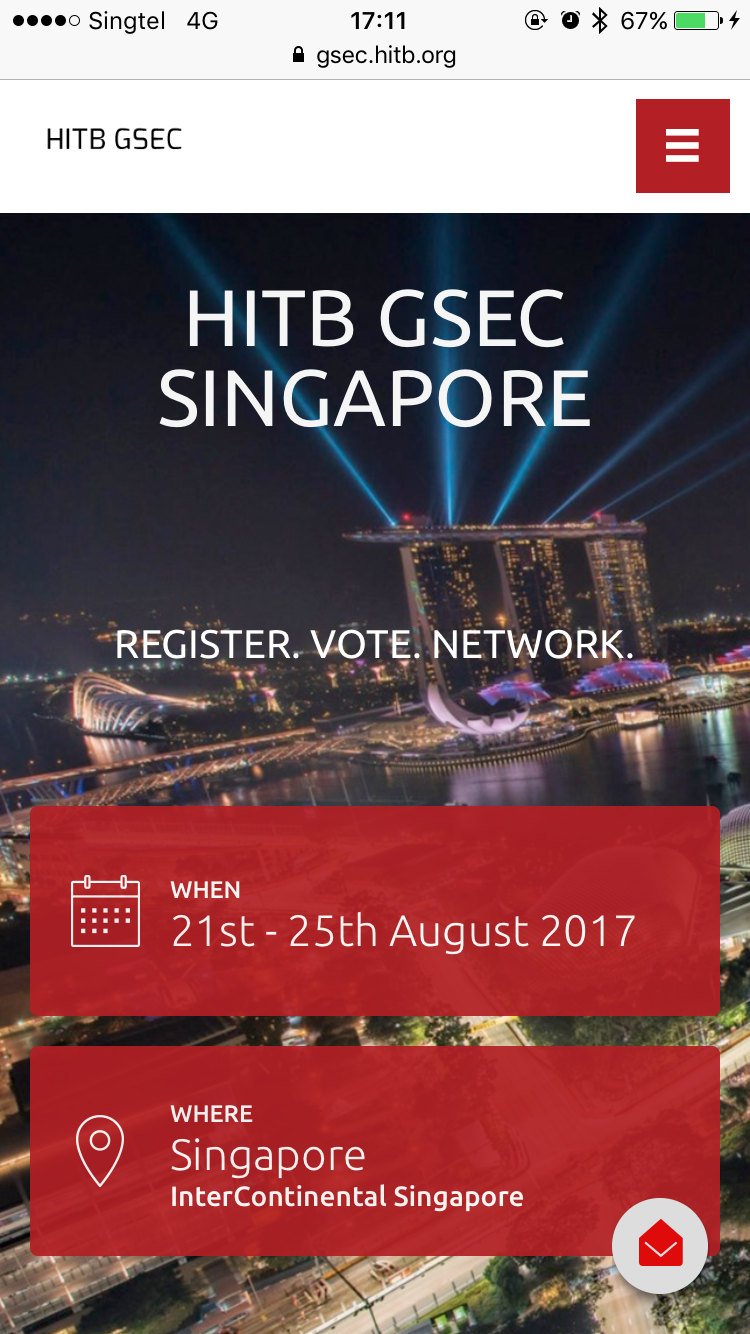 Singtel 4G 17:11 67%
gsec.hitb.org
HITB GSEC
HITB GSEC
SINGAPORE
REGISTER. VOTE. NETWORK.
WHEN
21st - 25th August 2017
WHERE
Singapore
InterContinental Singapore